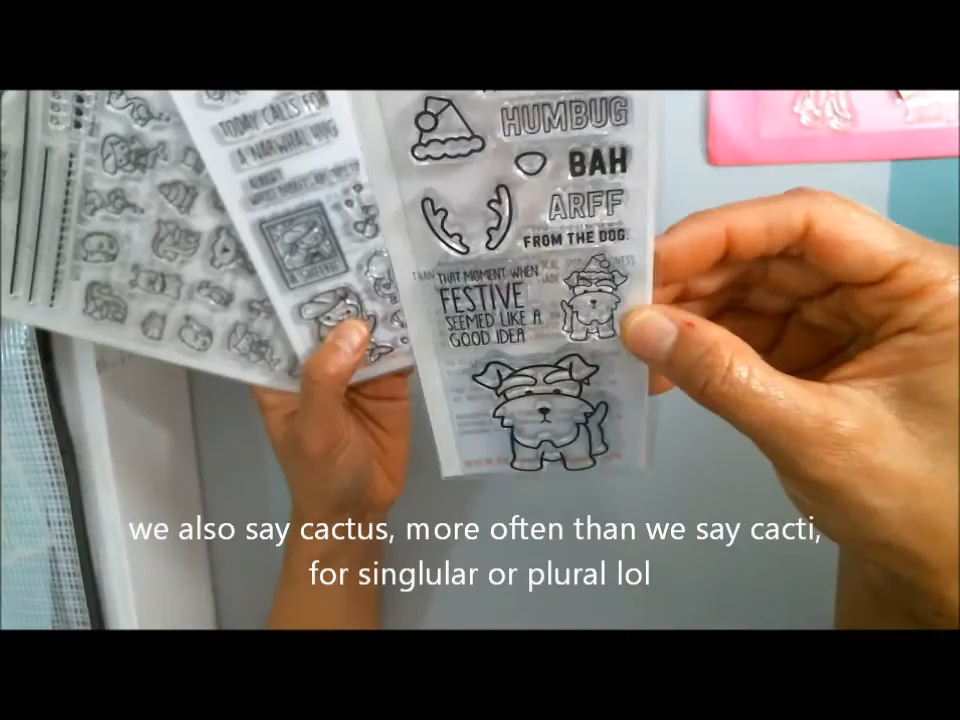 TODAY CALLS FOR
A NARWHAL HUG
HUMBUG
BAH
ARFF
FROM THE DOG.
THAT MOMENT WHEN
FESTIVE
SEEMED LIKE A
GOOD IDEA
we also say cactus, more often than we say cacti,
for singlular or plural lol